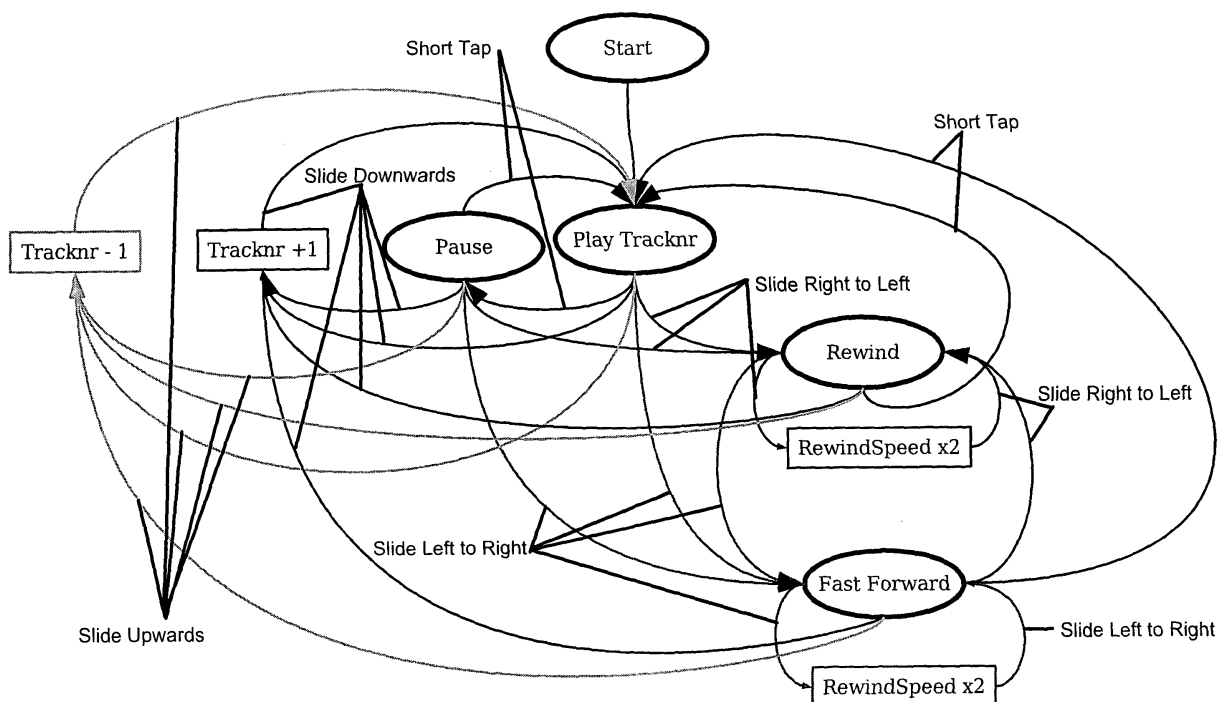 Start
Short Tap
Short Tap
Slide Downwards
Tracknr - 1
Tracknr +1
Pause
Play Tracknr
Slide Right to Left
Rewind
Slide Right to Left
RewindSpeed x2
Slide Left to Right
Fast Forward
Slide Upwards
Slide Left to Right
RewindSpeed x2